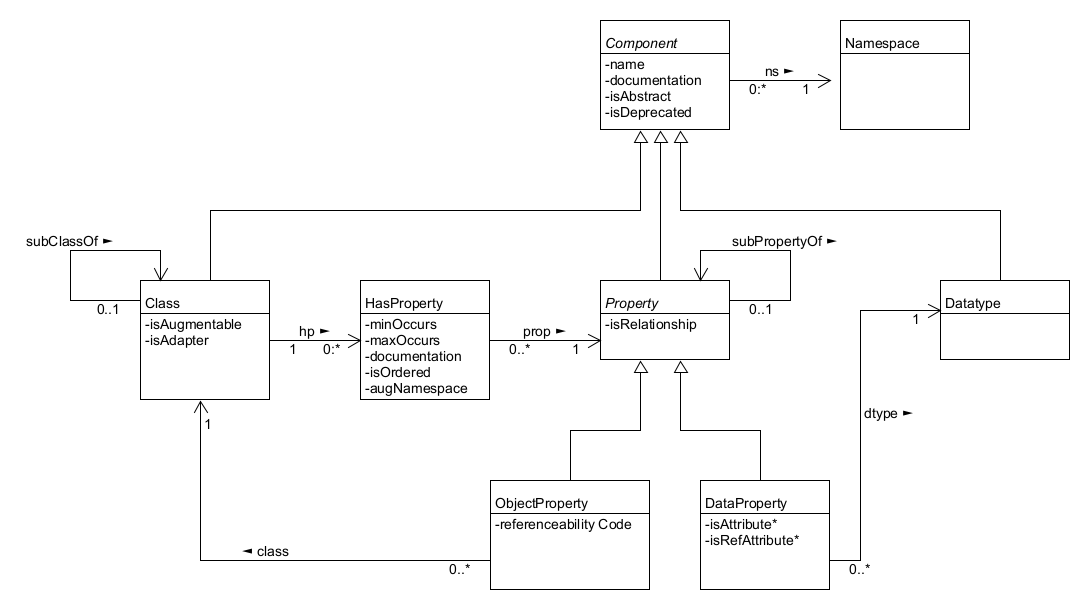 Component
-name
-documentation
-isAbstract
-isDeprecated
ns ►
0:*
1
Namespace
subClassOf ►
0..1
Class
-isAugmentable
-isAdapter
hp ►
1
0:*
HasProperty
-minOccurs
-maxOccurs
-documentation
-isOrdered
-augNamespace
prop ►
0..*
1
subPropertyOf ►
0..1
Property
-isRelationship
Datatype
1
dtype ►
1
◄ class
0..*
ObjectProperty
-referenceability Code
DataProperty
-isAttribute*
-isRefAttribute*
0..*